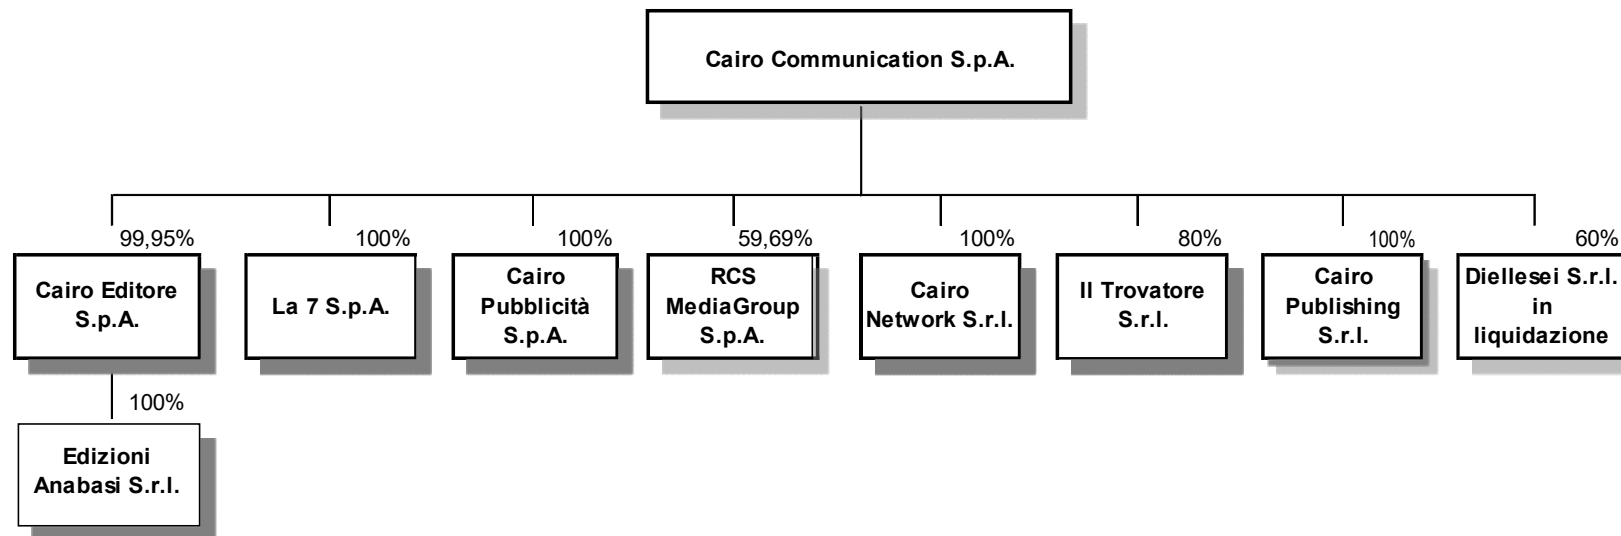 Cairo Communication S.p.A.
99,95%
100%
100%
59,69%
100%
80%
100%
60%
Cairo Editore
S.p.A.
La 7 S.p.A.
Cairo
Pubblicità
S.p.A.
RCS
MediaGroup
S.p.A.
Cairo
Network S.r.l.
Il Trovatore
S.r.l.
Cairo
Publishing
S.r.l.
Diellesei S.r.l.
in
liquidazione
100%
Edizioni
Anabasi S.r.l.